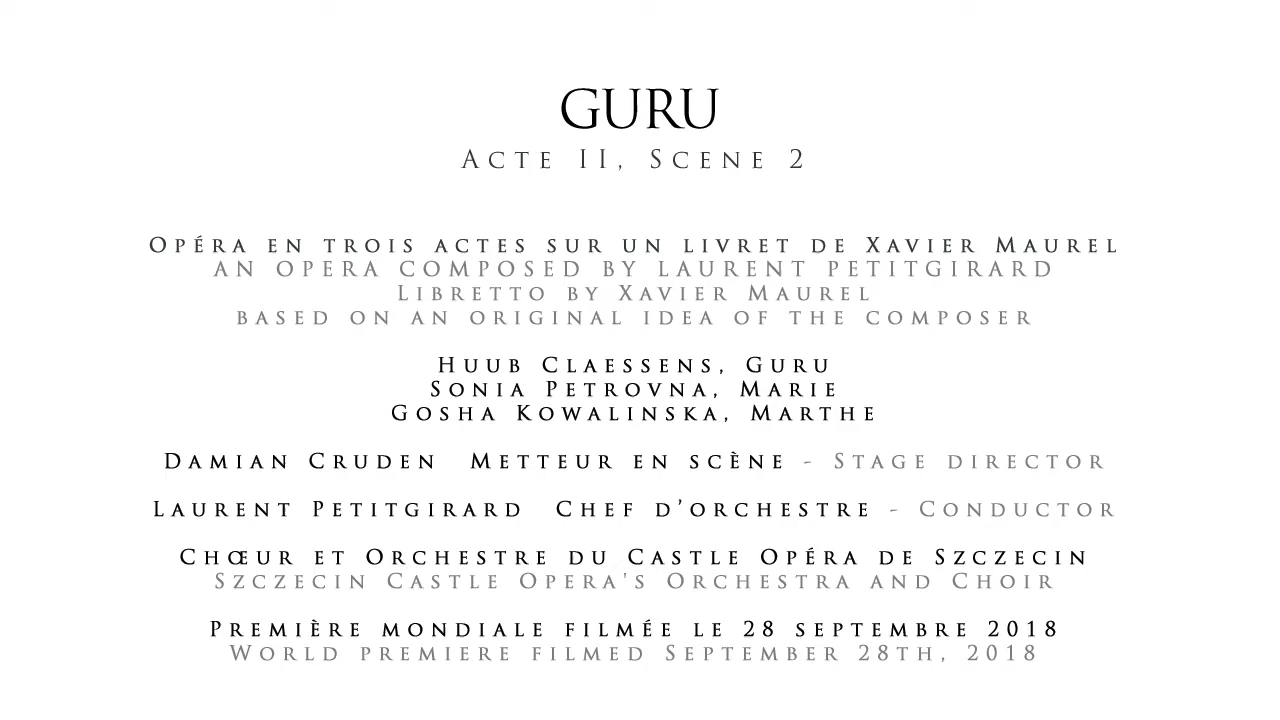 GURU
Acte II, Scene 2
Opéra en trois actes sur un livret de Xavier Maurel
an opera composed by Laurent Petitgirard
Libretto by Xavier Maurel
based on an original idea of the composer
Huub Claessens, Guru
Sonia Petrovna, Marie
Gosha Kowalinska, Marthe
Damian Cruden Metteur en scène - Stage director
Laurent Petitgirard Chef d'orchestre - Conductor
Chœur et Orchestre du Castle Opéra de Szczecin
Szczecin Castle Opera's Orchestra and Choir
Première mondiale filmée le 28 septembre 2018
World premiere filmed September 28th, 2018